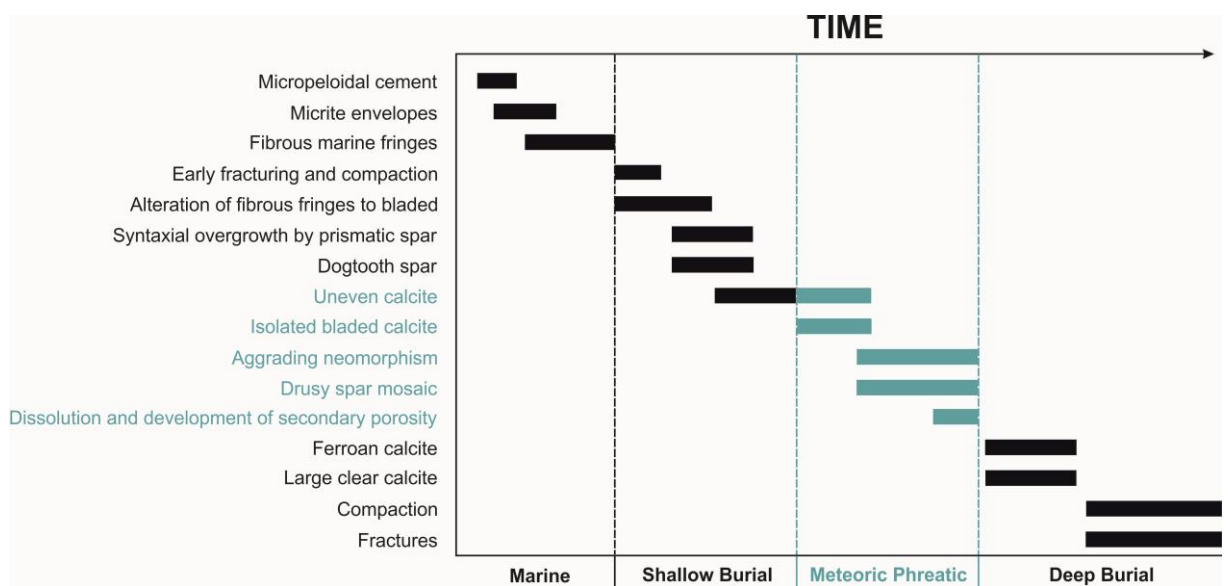 TIME
Micropeloidal cement
Micrite envelopes
Fibrous marine fringes
Early fracturing and compaction
Alteration of fibrous fringes to bladed
Syntaxial overgrowth by prismatic spar
Dogtooth spar
Uneven calcite
Isolated bladed calcite
Aggrading neomorphism
Drusy spar mosaic
Dissolution and development of secondary porosity
Ferroan calcite
Large clear calcite
Compaction
Fractures
Marine Shallow Burial Meteoric Phreatic Deep Burial